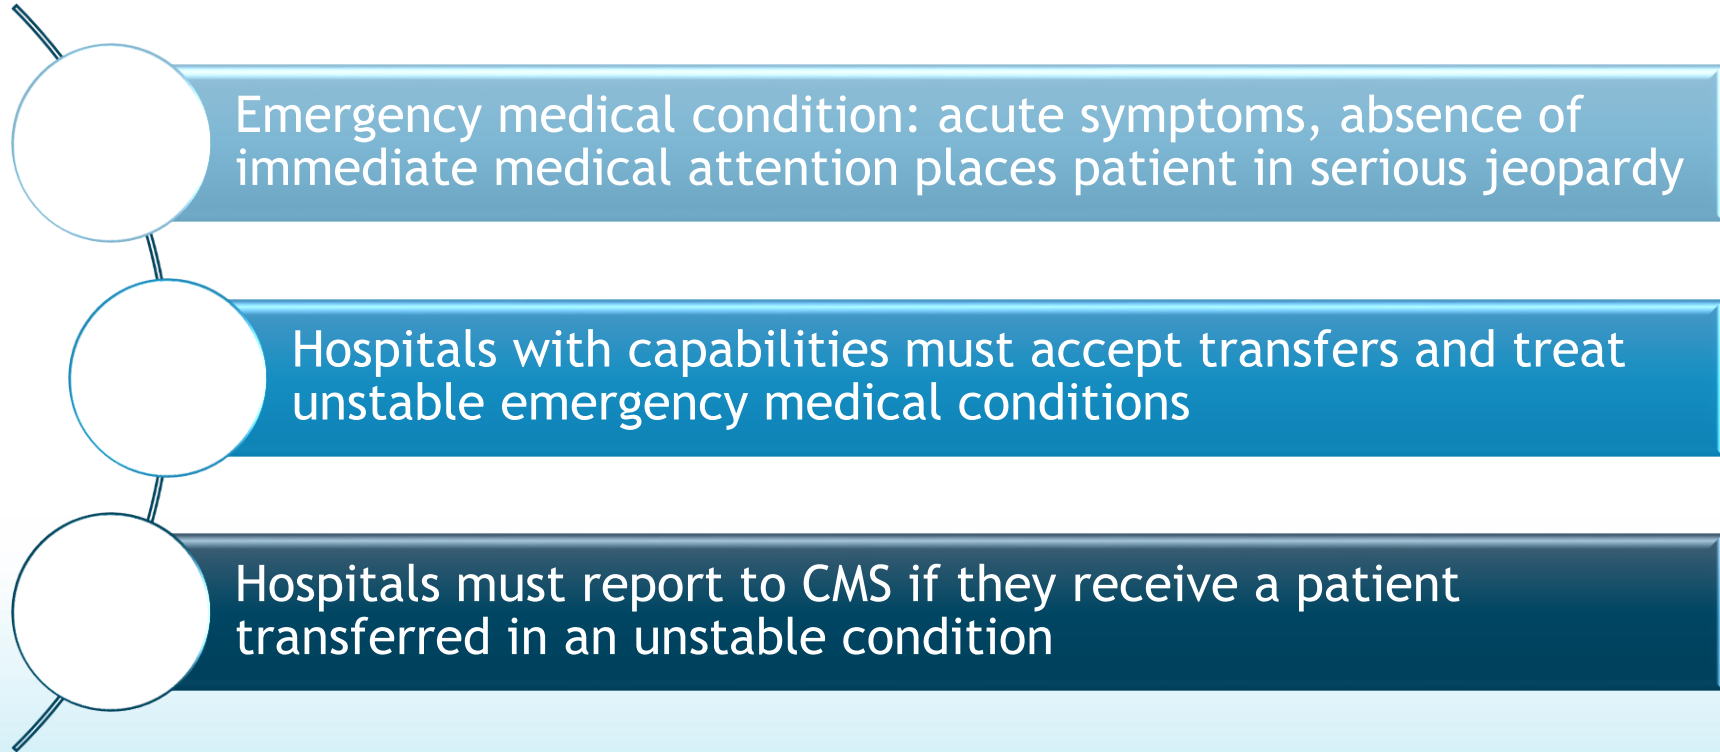 Emergency medical condition: acute symptoms, absence of
immediate medical attention places patient in serious jeopardy
Hospitals with capabilities must accept transfers and treat
unstable emergency medical conditions
Hospitals must report to CMS if they receive a patient
transferred in an unstable condition